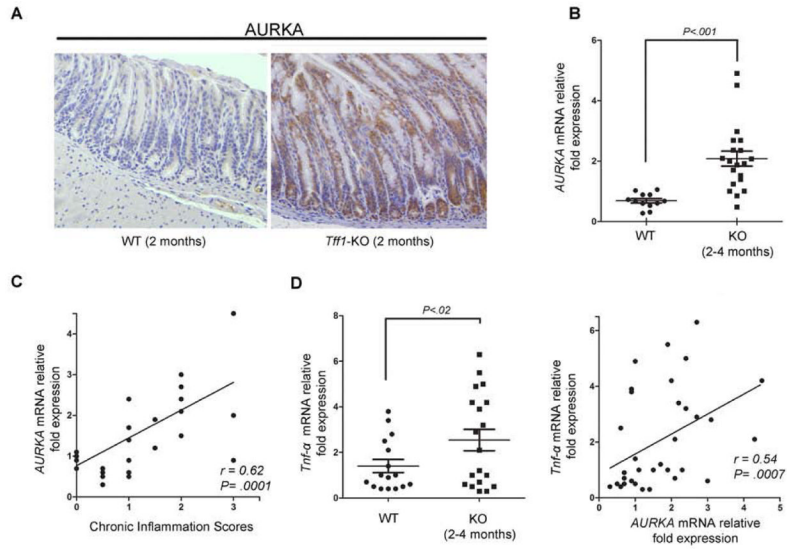 A
AURKA
WT (2 months)
Tff1-KO (2 months)
B
AURKA mRNA relative
fold expression
6
4
2
0
P<.001
WT
KO
(2-4 months)
C
AURKA mRNA relative
fold expression
4
3
2
1
0
r = 0.62
P= .0001
0
1
2
3
Chronic Inflammation Scores
D
Tnf-α mRNA relative
fold expression
8
6
4
2
0
P<.02
WT
KO
(2-4 months)
Tnf-α mRNA relative
fold expression
6
4
2
0
r = 0.54
P= .0007
0
1
2
3
4
5
AURKA mRNA relative
fold expression